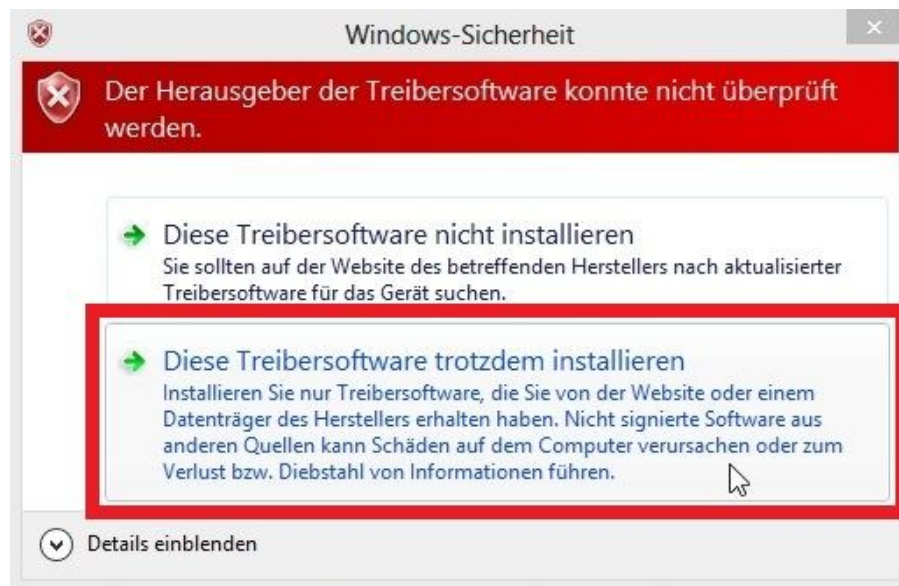 Windows-Sicherheit
Der Herausgeber der Treibersoftware konnte nicht überprüft
werden.
Diese Treibersoftware nicht installieren
Sie sollten auf der Website des betreffenden Herstellers nach aktualisierter
Treibersoftware für das Gerät suchen.
Diese Treibersoftware trotzdem installieren
Installieren Sie nur Treibersoftware, die Sie von der Website oder einem
Datenträger des Herstellers erhalten haben. Nicht signierte Software aus
anderen Quellen kann Schäden auf dem Computer verursachen oder zum
Verlust bzw. Diebstahl von Informationen führen.
Details einblenden